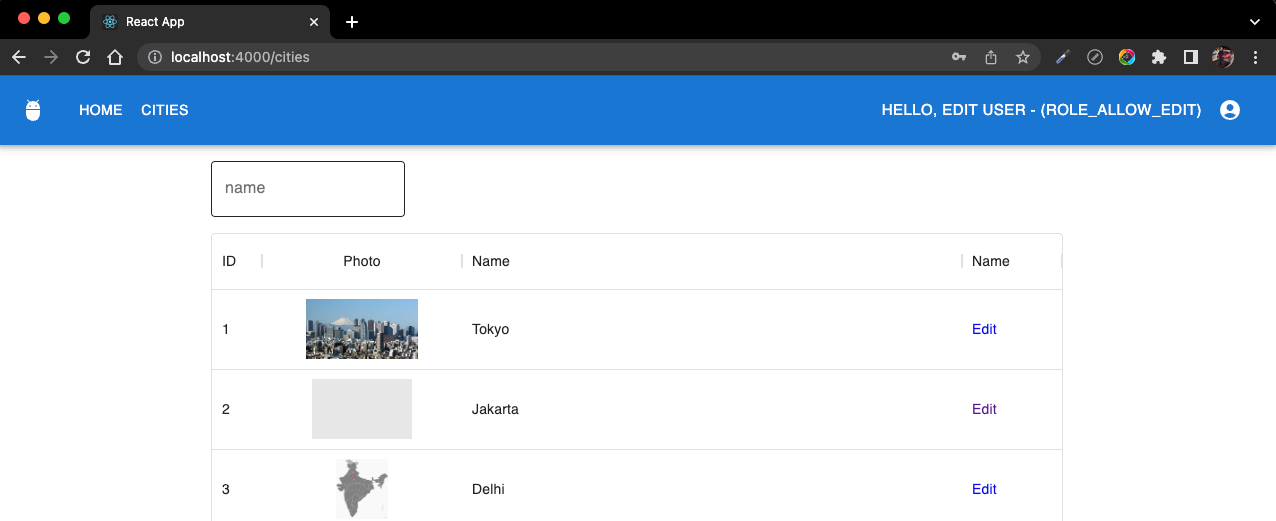 React App
localhost:4000/cities
HOME CITIES HELLO, EDIT USER - (ROLE_ALLOW_EDIT)
name
ID Photo Name Name
1 Tokyo Edit
2 Jakarta Edit
3 Delhi Edit